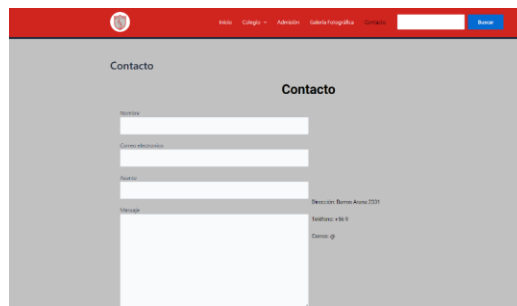 Inicio Colegio Admisión Galería Fotográfica Contacto Buscar
Contacto
Contacto
Nombre
Correo electronico
Asunto
Mensaje
Dirección: Barros Arana 2331
Teléfono: +56 9
Correo: @